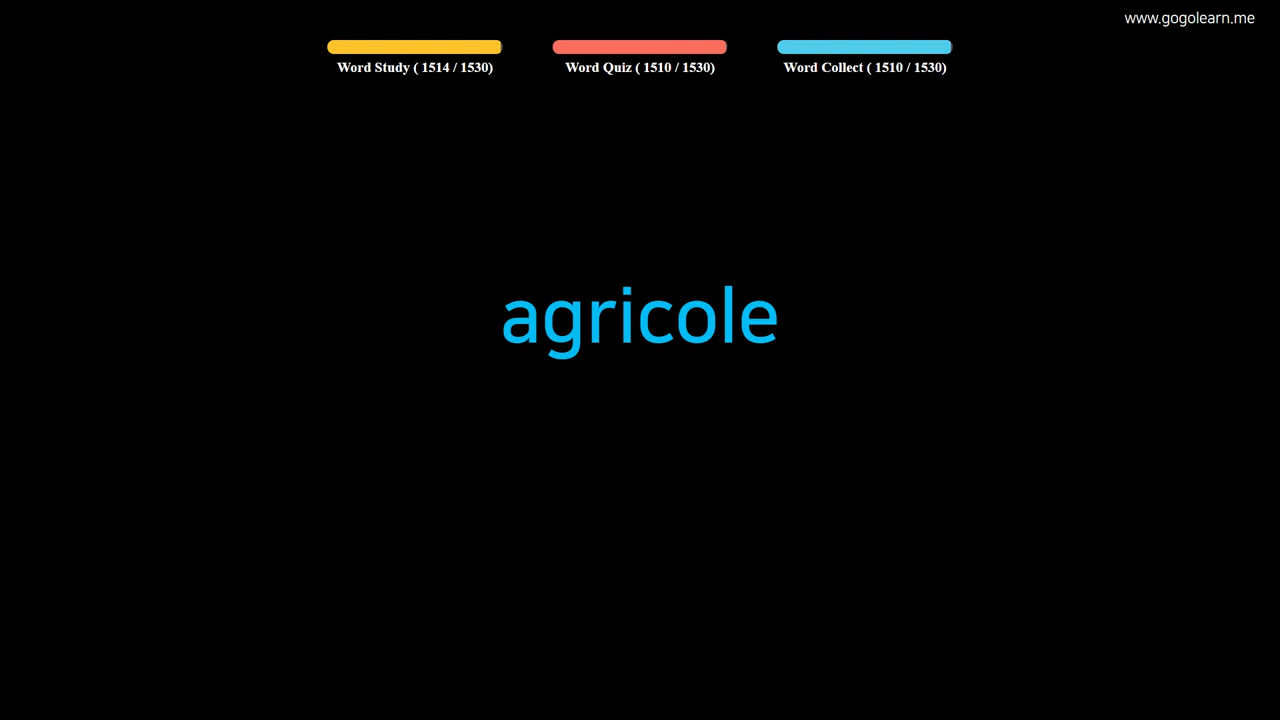 www.gogolearn.me
Word Study ( 1514 / 1530)
Word Quiz ( 1510 / 1530)
Word Collect ( 1510 / 1530)
agricole